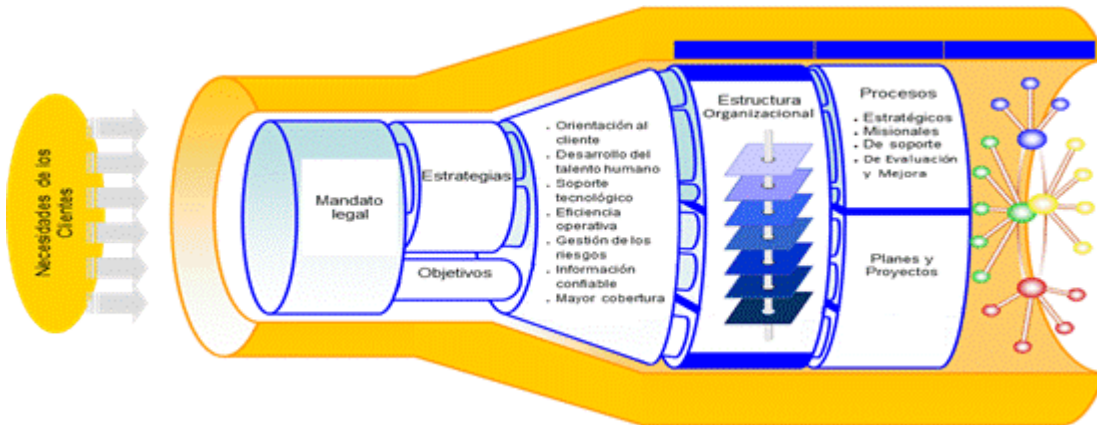 Necesidades de los
Clientes
Mandato
legal
Estrategias
Objetivos
. Orientación al
cliente
. Desarrollo del
talento humano
. Soporte
tecnológico
. Eficiencia
operativa
. Gestión de los
riesgos
. Información
confiable
. Mayor cobertura
Estructura
Organizacional
Procesos
. Estratégicos
. Misionales
. De soporte
. De Evaluación
y Mejora
Planes y
Proyectos